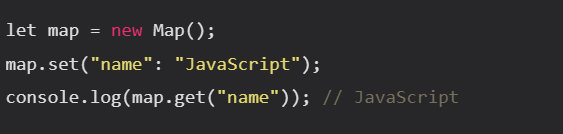 let map = new Map();
map.set("name": "JavaScript");
console.log(map.get("name")); // JavaScript